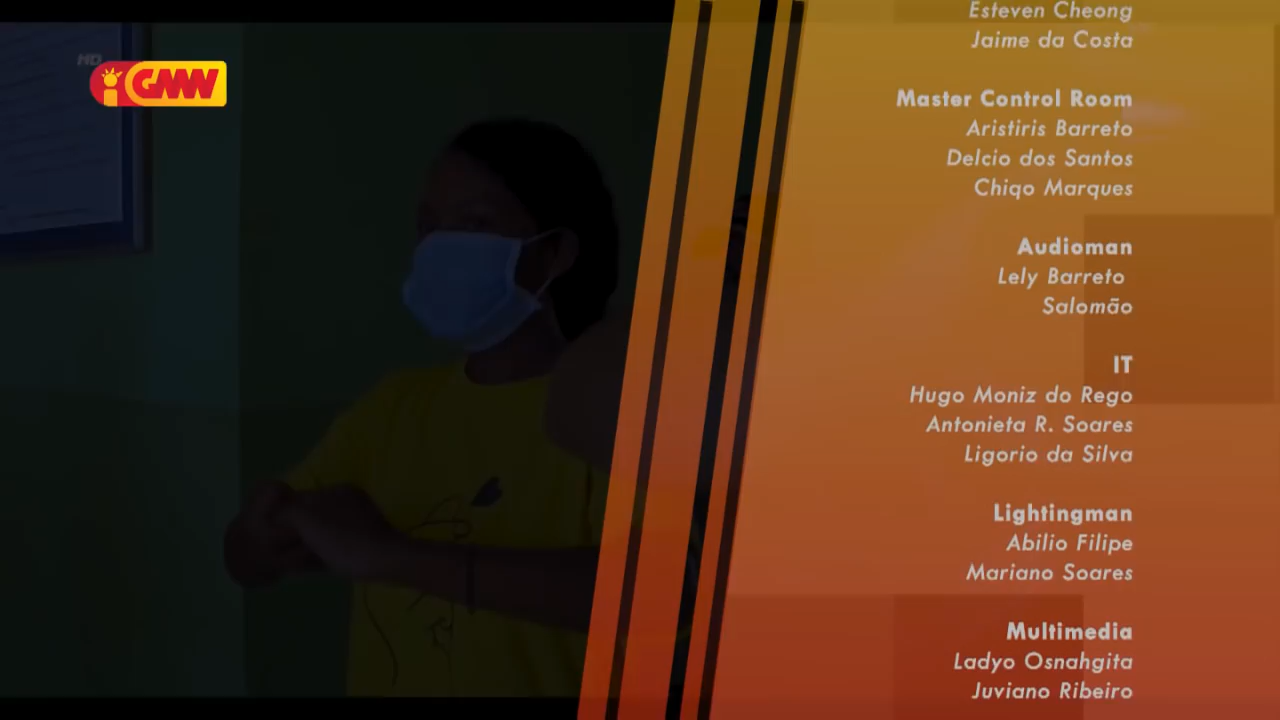 HD
GMN
Esteven Cheong
Jaime da Costa
Master Control Room
Aristiris Barreto
Delcio dos Santos
Chiqo Marques
Audioman
Lely Barreto
Salomão
IT
Hugo Moniz do Rego
Antonieta R. Soares
Ligorio da Silva
Lightingman
Abilio Filipe
Mariano Soares
Multimedia
Ladyo Osnahgita
Juviano Ribeiro